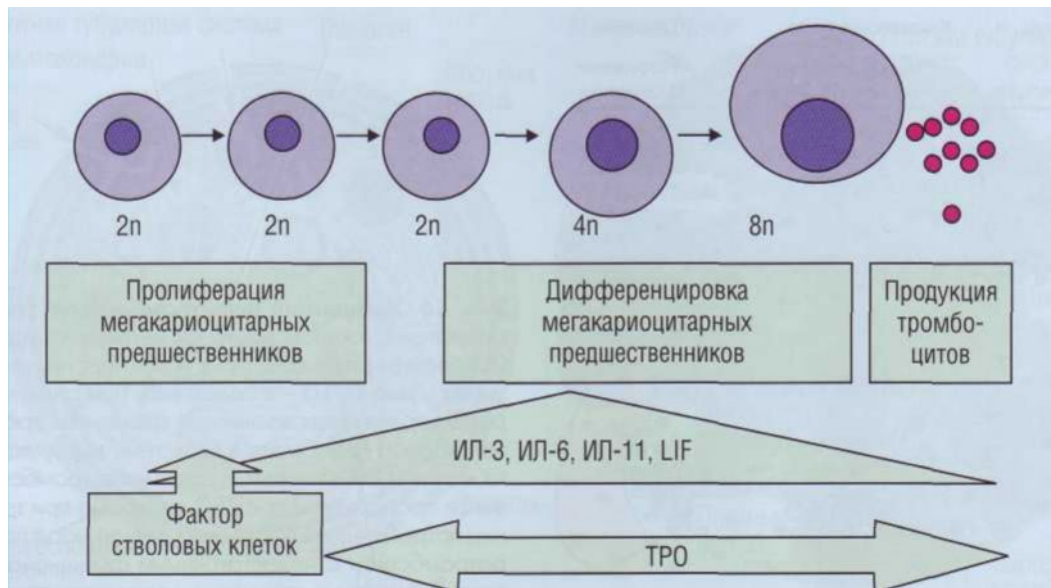 2n
2n
2n
4n
8n
Пролиферация
мегакариоцитарных
предшественников
Дифференцировка
мегакариоцитарных
предшественников
Продукция
тромбо-
цитов
ИЛ-3, ИЛ-6, ИЛ-11, LIF
Фактор
стволовых клеток
ТРО